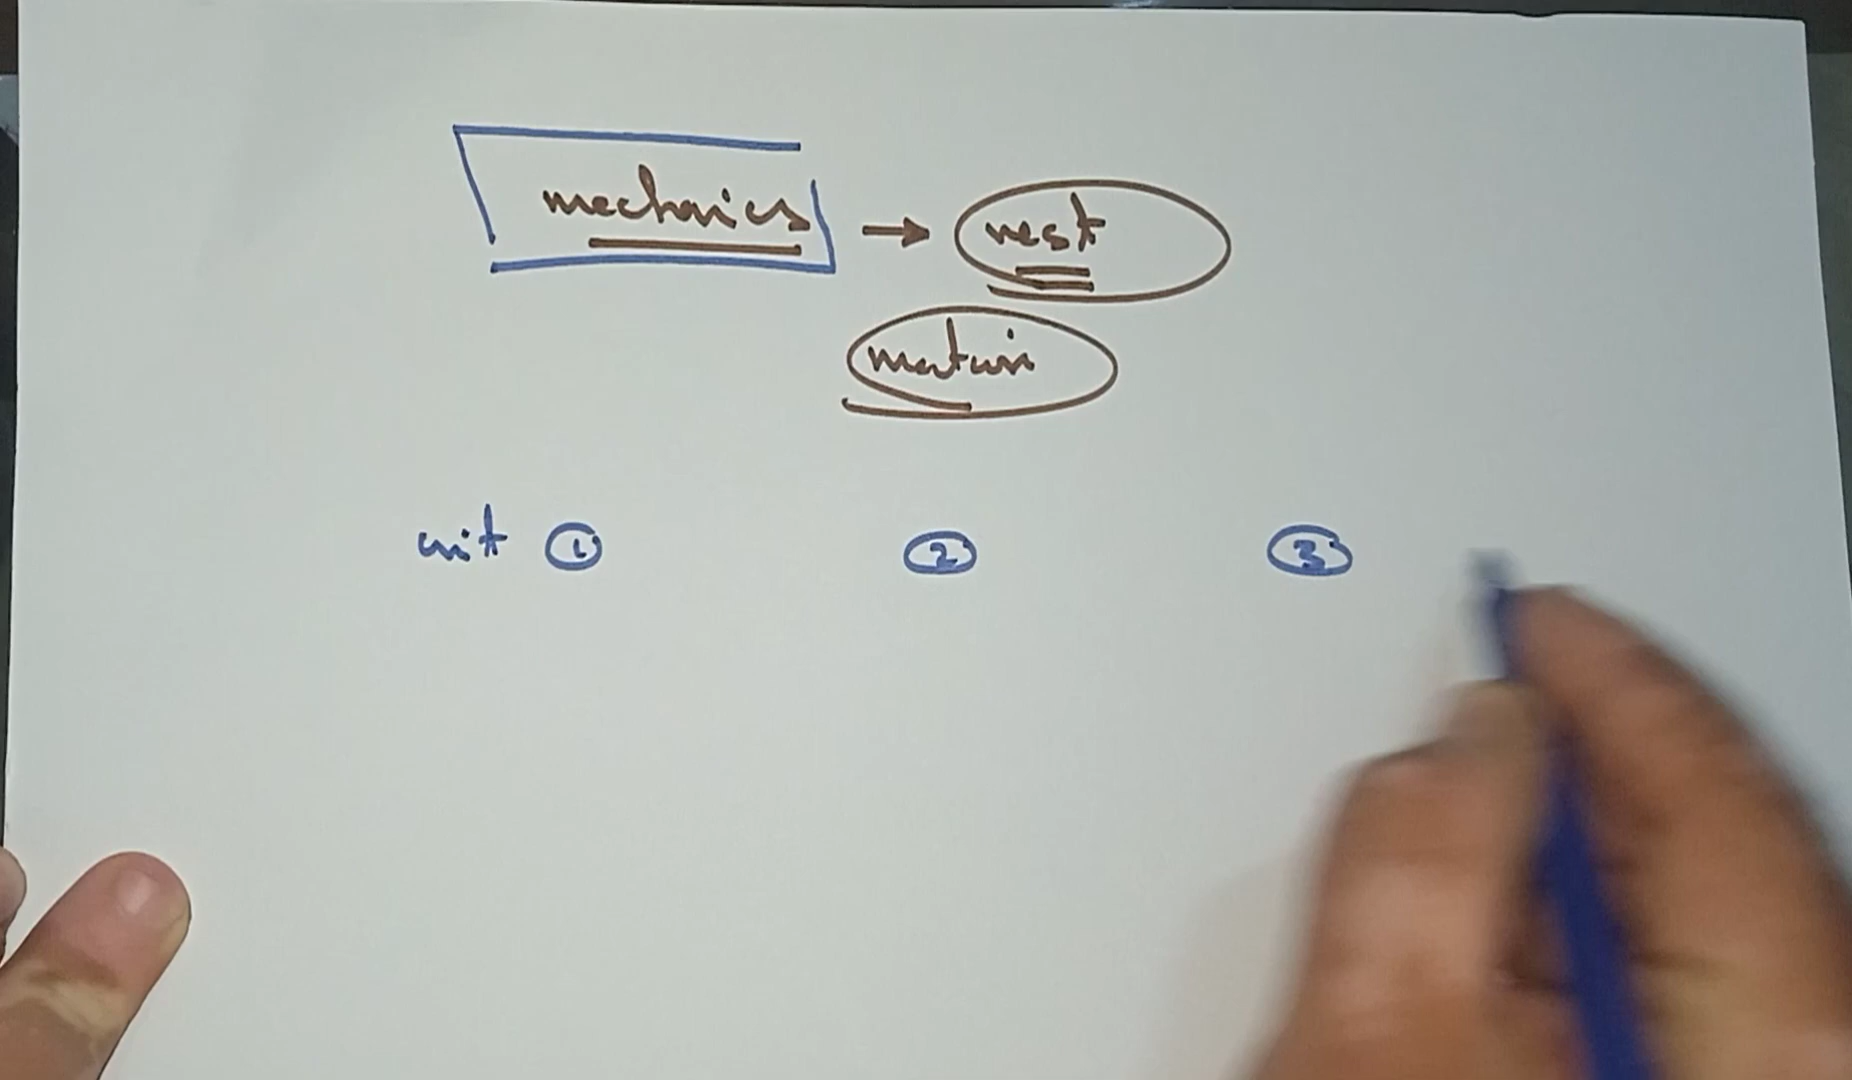 mechanics → rest
motion
unit ① ② ③